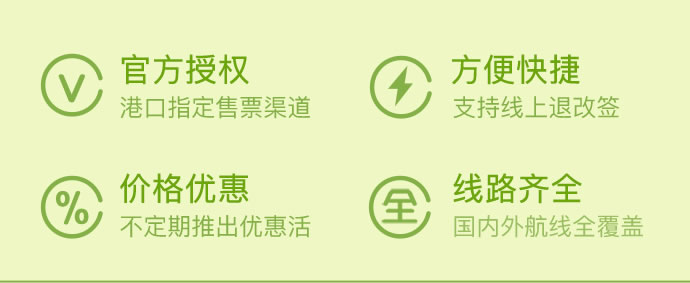 官方授权
港口指定售票渠道
方便快捷
支持线上退改签
价格优惠
不定期推出优惠活
线路齐全
国内外航线全覆盖
V
%
全